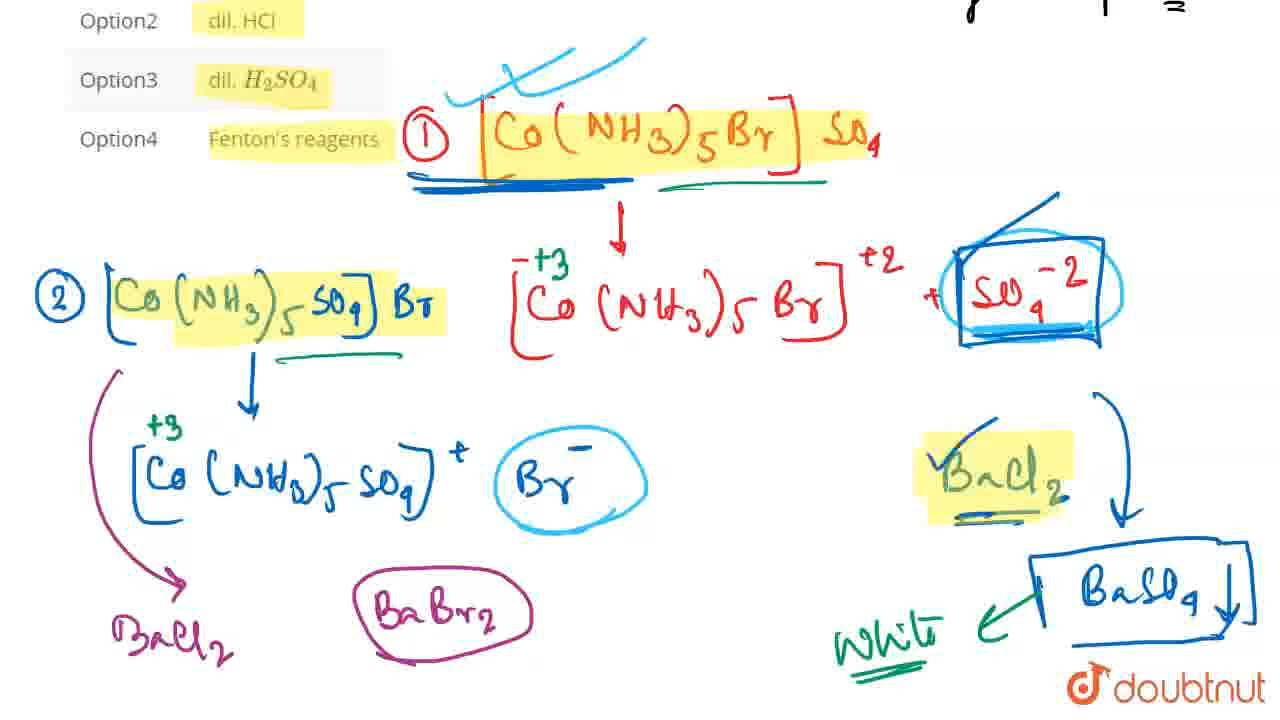 Option2 dil. HCl
Option3 dil. H₂SO₄
Option4 Fenton's reagents
① [Co(NH₃)₅Br] SO₄
② [Co(NH₃)₅SO₄]Br
[Co(NH₃)₅Br]⁺² + SO₄⁻²
+3
[Co(NH₃)₅SO₄]⁺ Br⁻
+3
BaCl₂
BaSO₄↓
White
BaCl₂ BaBr₂
doubtnut